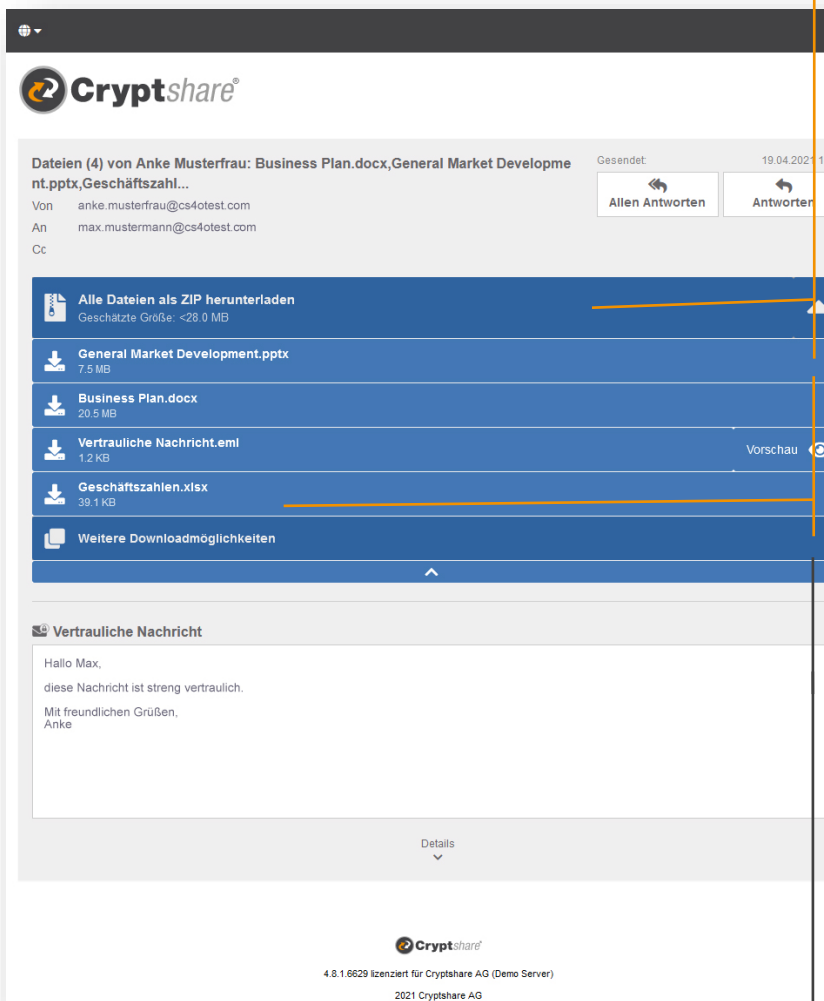 Cryptshare®
Dateien (4) von Anke Musterfrau: Business Plan.docx,General Market Developme
nt.pptx,Geschäftszahl...
Gesendet: 19.04.2021 1
Allen Antworten
Antworten
Von anke.musterfrau@cs4otest.com
An max.mustermann@cs4otest.com
Cc
Alle Dateien als ZIP herunterladen
Geschätzte Größe: <28.0 MB
General Market Development.pptx
7.5 MB
Business Plan.docx
20.5 MB
Vertrauliche Nachricht.eml
1.2 KB
Vorschau
Geschäftszahlen.xlsx
39.1 KB
Weitere Downloadmöglichkeiten
Vertrauliche Nachricht
Hallo Max,
diese Nachricht ist streng vertraulich.
Mit freundlichen Grüßen,
Anke
Details
Cryptshare®
4.8.1.6629 lizenziert für Cryptshare AG (Demo Server)
2021 Cryptshare AG